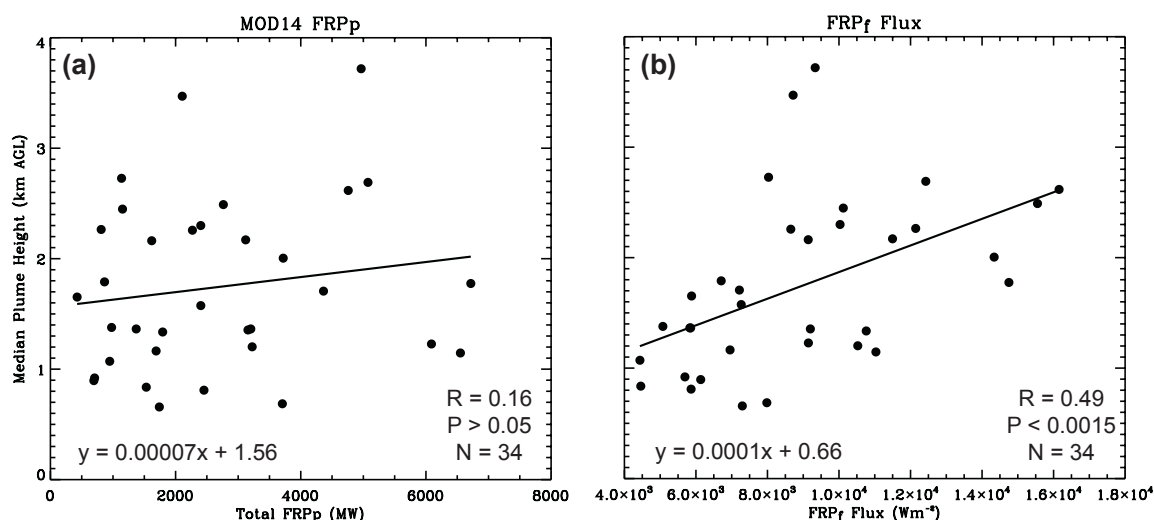 MOD14 FRPp
(a)
Median Plume Height (km AGL)
4
3
2
1
0
R = 0.16
P > 0.05
N = 34
y = 0.00007x + 1.56
0 2000 4000 6000 8000
Total FRPp (MW)
FRPf Flux
(b)
R = 0.49
P < 0.0015
N = 34
y = 0.0001x + 0.66
4.0×10³ 6.0×10³ 8.0×10³ 1.0×10⁴ 1.2×10⁴ 1.4×10⁴ 1.6×10⁴ 1.8×10⁴
FRPf Flux (Wm⁻²)